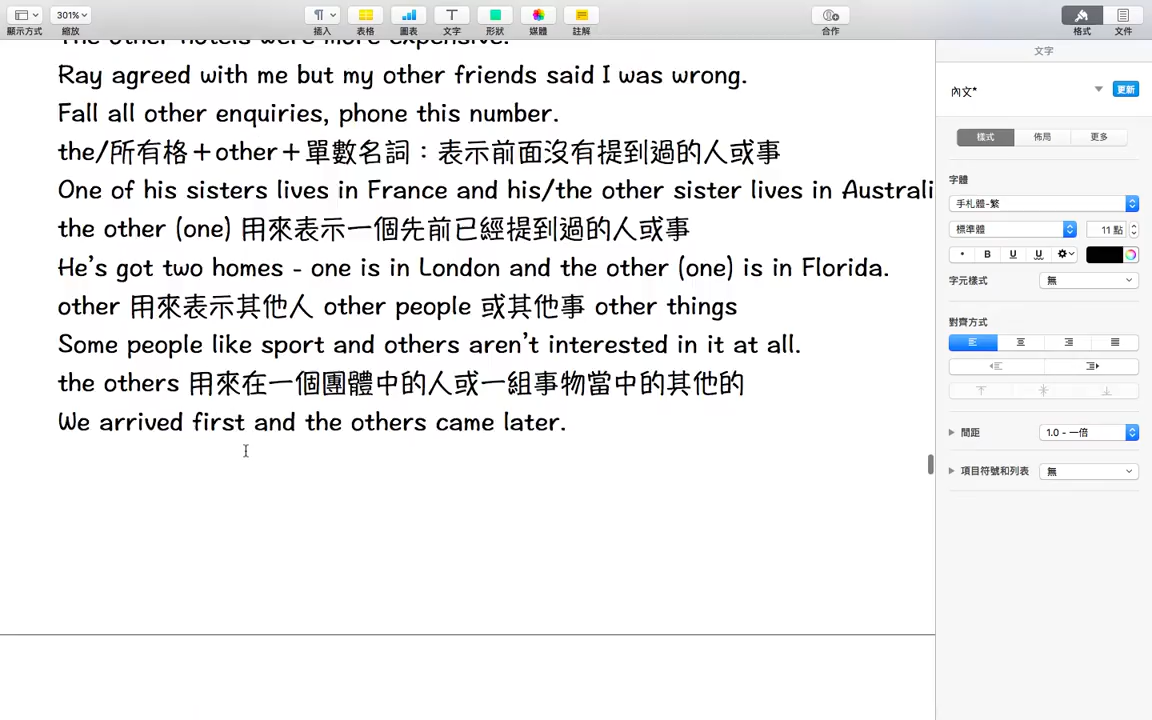 301%
顯示方式
縮放
插入
表格
圖表
文字
形狀
媒體
註解
合作
格式
文件
The other hotels were more expensive.
Ray agreed with me but my other friends said I was wrong.
Fall all other enquiries, phone this number.
the/所有格＋other＋單數名詞：表示前面沒有提到過的人或事
One of his sisters lives in France and his/the other sister lives in Australi
the other (one) 用來表示一個先前已經提到過的人或事
He’s got two homes - one is in London and the other (one) is in Florida.
other 用來表示其他人 other people 或其他事 other things
Some people like sport and others aren’t interested in it at all.
the others 用來在一個團體中的人或一組事物當中的其他的
We arrived first and the others came later.
文字
內文*
更新
樣式
佈局
更多
字體
手札體-繁
標準體
11 點
B U U
字元樣式
無
對齊方式
間距
1.0 - 一倍
項目符號和列表
無